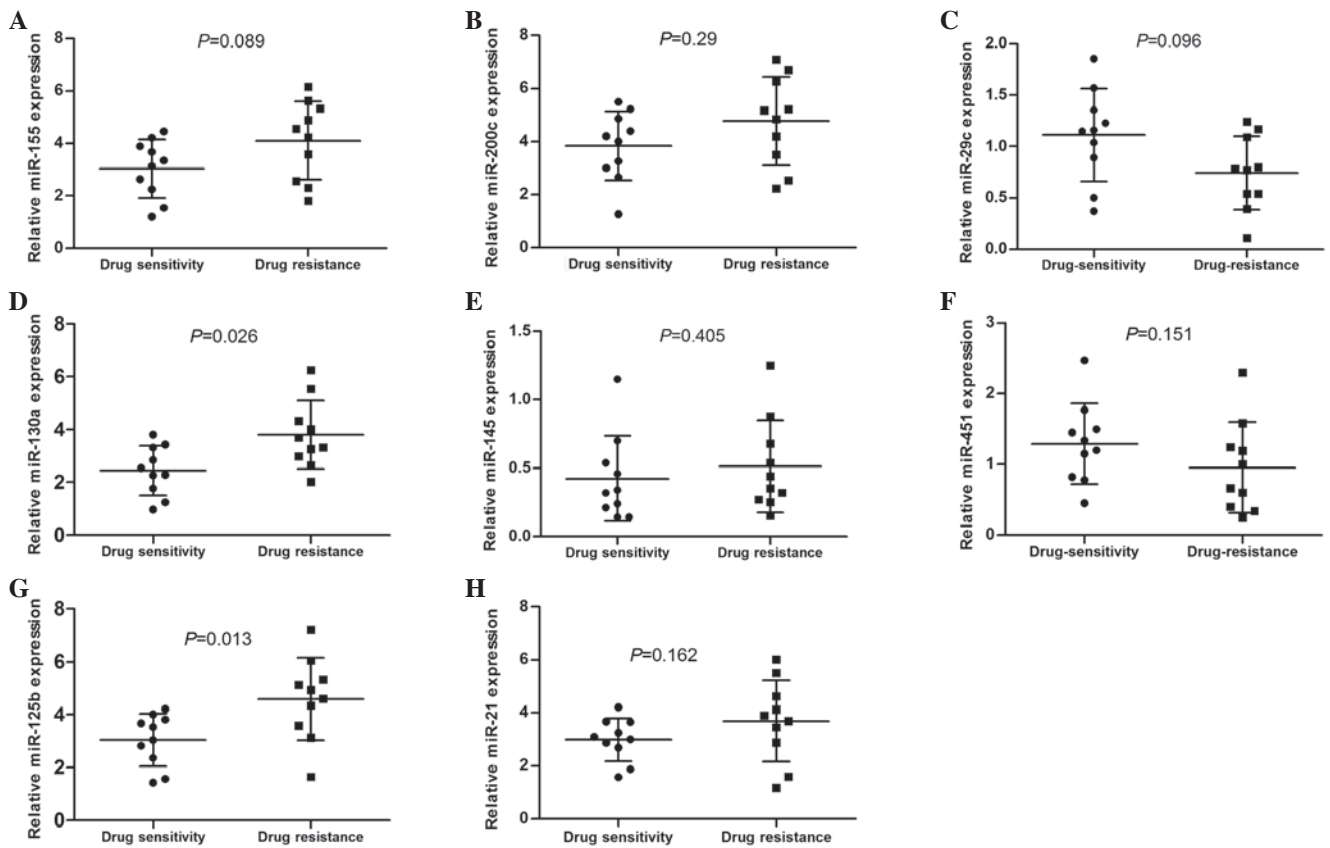 A
P=0.089
Relative miR-155 expression
8
6
4
2
0
Drug sensitivity Drug resistance
B
P=0.29
Relative miR-200c expression
8
6
4
2
0
Drug sensitivity Drug resistance
C
P=0.096
Relative miR-29c expression
2.0
1.5
1.0
0.5
0.0
Drug-sensitivity Drug-resistance
D
P=0.026
Relative miR-130a expression
8
6
4
2
0
Drug sensitivity Drug resistance
E
P=0.405
Relative miR-145 expression
1.5
1.0
0.5
0.0
Drug sensitivity Drug resistance
F
P=0.151
Relative miR-451 expression
3
2
1
0
Drug-sensitivity Drug-resistance
G
P=0.013
Relative miR-125b expression
8
6
4
2
0
Drug sensitivity Drug resistance
H
P=0.162
Relative miR-21 expression
8
6
4
2
0
Drug sensitivity Drug resistance